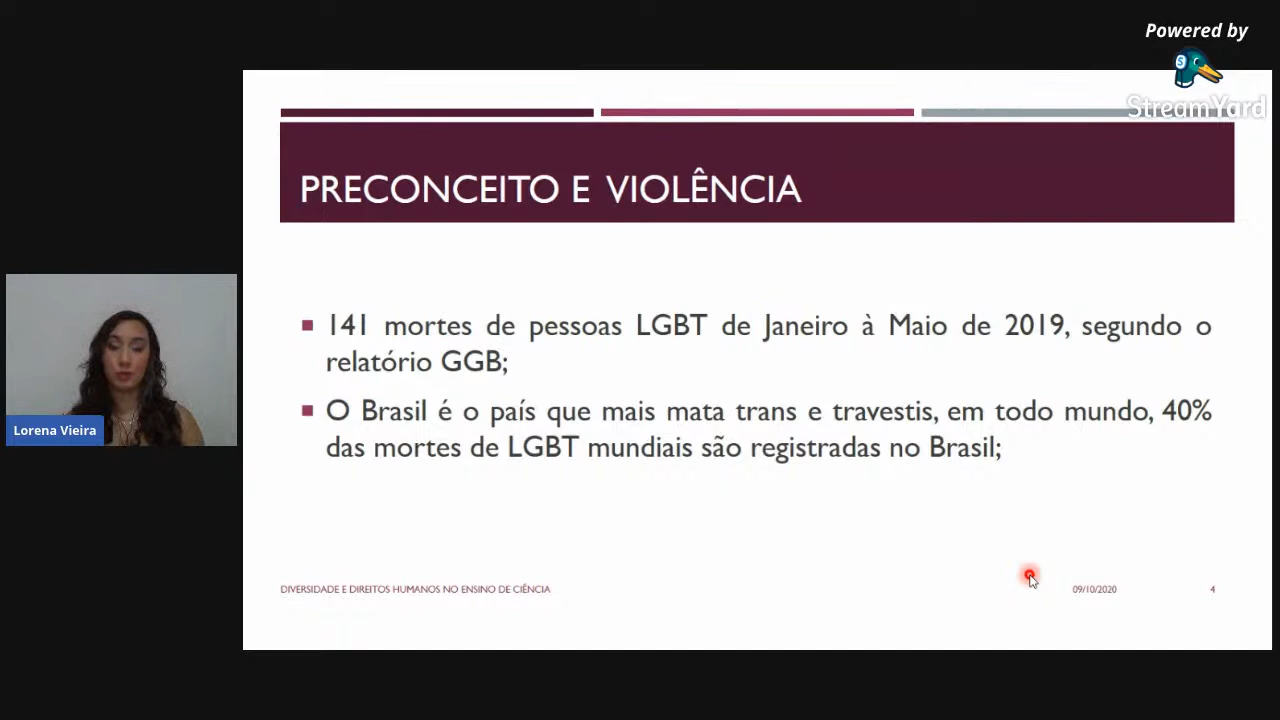 Powered by
StreamYard
PRECONCEITO E VIOLÊNCIA
141 mortes de pessoas LGBT de Janeiro à Maio de 2019, segundo o
relatório GGB;
O Brasil é o país que mais mata trans e travestis, em todo mundo, 40%
das mortes de LGBT mundiais são registradas no Brasil;
Lorena Vieira
DIVERSIDADE E DIREITOS HUMANOS NO ENSINO DE CIÊNCIA
09/10/2020
4